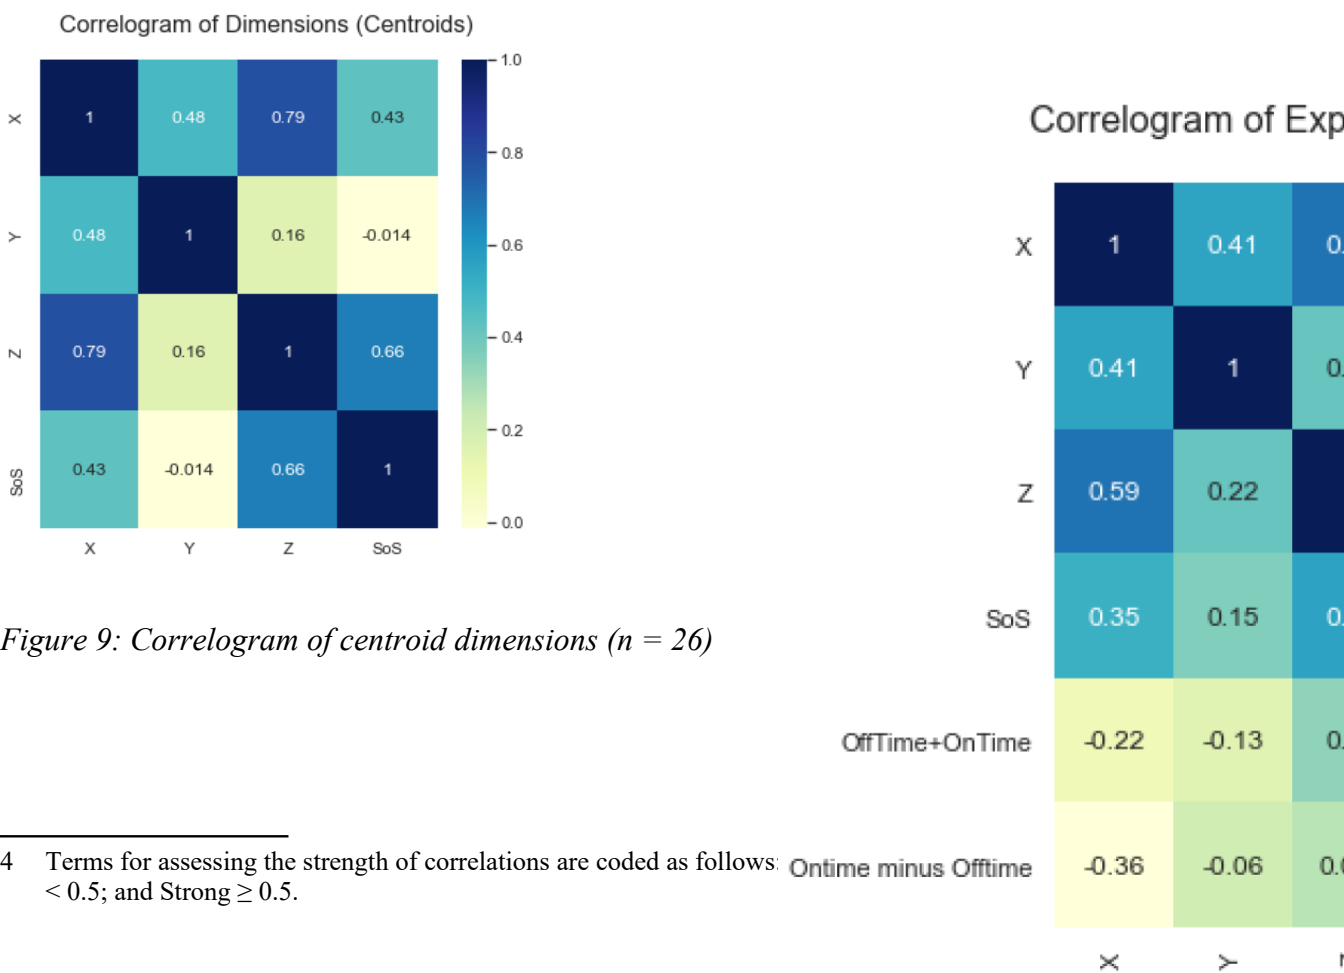 Correlogram of Dimensions (Centroids)
X 1 0.48 0.79 0.43
Y 0.48 1 0.16 -0.014
Z 0.79 0.16 1 0.66
SoS 0.43 -0.014 0.66 1
X Y Z SoS
1.0
0.8
0.6
0.4
0.2
0.0
Figure 9: Correlogram of centroid dimensions (n = 26)
4 Terms for assessing the strength of correlations are coded as follows:
< 0.5; and Strong ≥ 0.5.
Correlogram of
X 1 0.41
Y 0.41 1
Z 0.59 0.22
SoS 0.35 0.15
OffTime+OnTime -0.22 -0.13
Ontime minus Offtime -0.36 -0.06
X Y